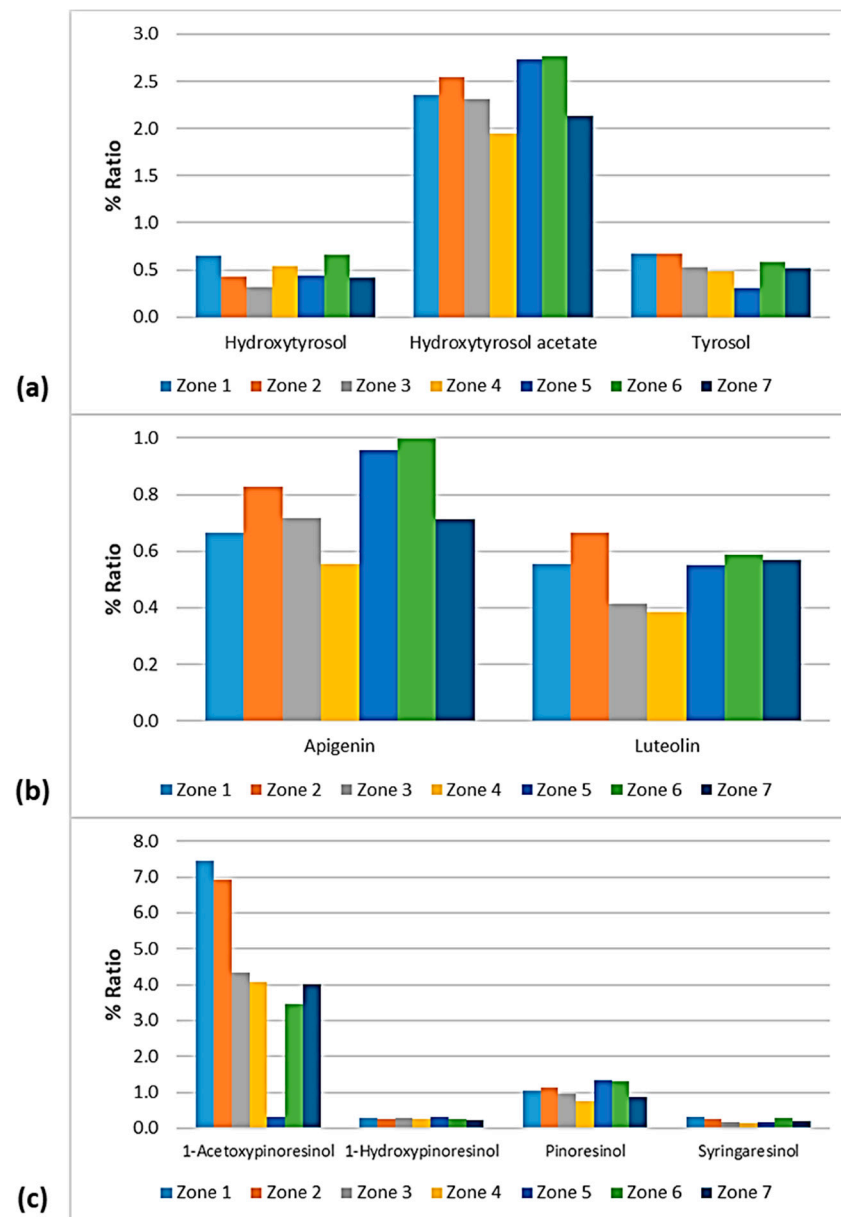 3.0
2.5
2.0
1.5
1.0
0.5
0.0
% Ratio
Hydroxytyrosol Hydroxytyrosol acetate Tyrosol
(a)
Zone 1 Zone 2 Zone 3 Zone 4 Zone 5 Zone 6 Zone 7
1.0
0.8
0.6
0.4
0.2
0.0
% Ratio
Apigenin Luteolin
(b)
Zone 1 Zone 2 Zone 3 Zone 4 Zone 5 Zone 6 Zone 7
8.0
7.0
6.0
5.0
4.0
3.0
2.0
1.0
0.0
% Ratio
1-Acetoxypinoresinol 1-Hydroxypinoresinol Pinoresinol Syringaresinol
(c)
Zone 1 Zone 2 Zone 3 Zone 4 Zone 5 Zone 6 Zone 7